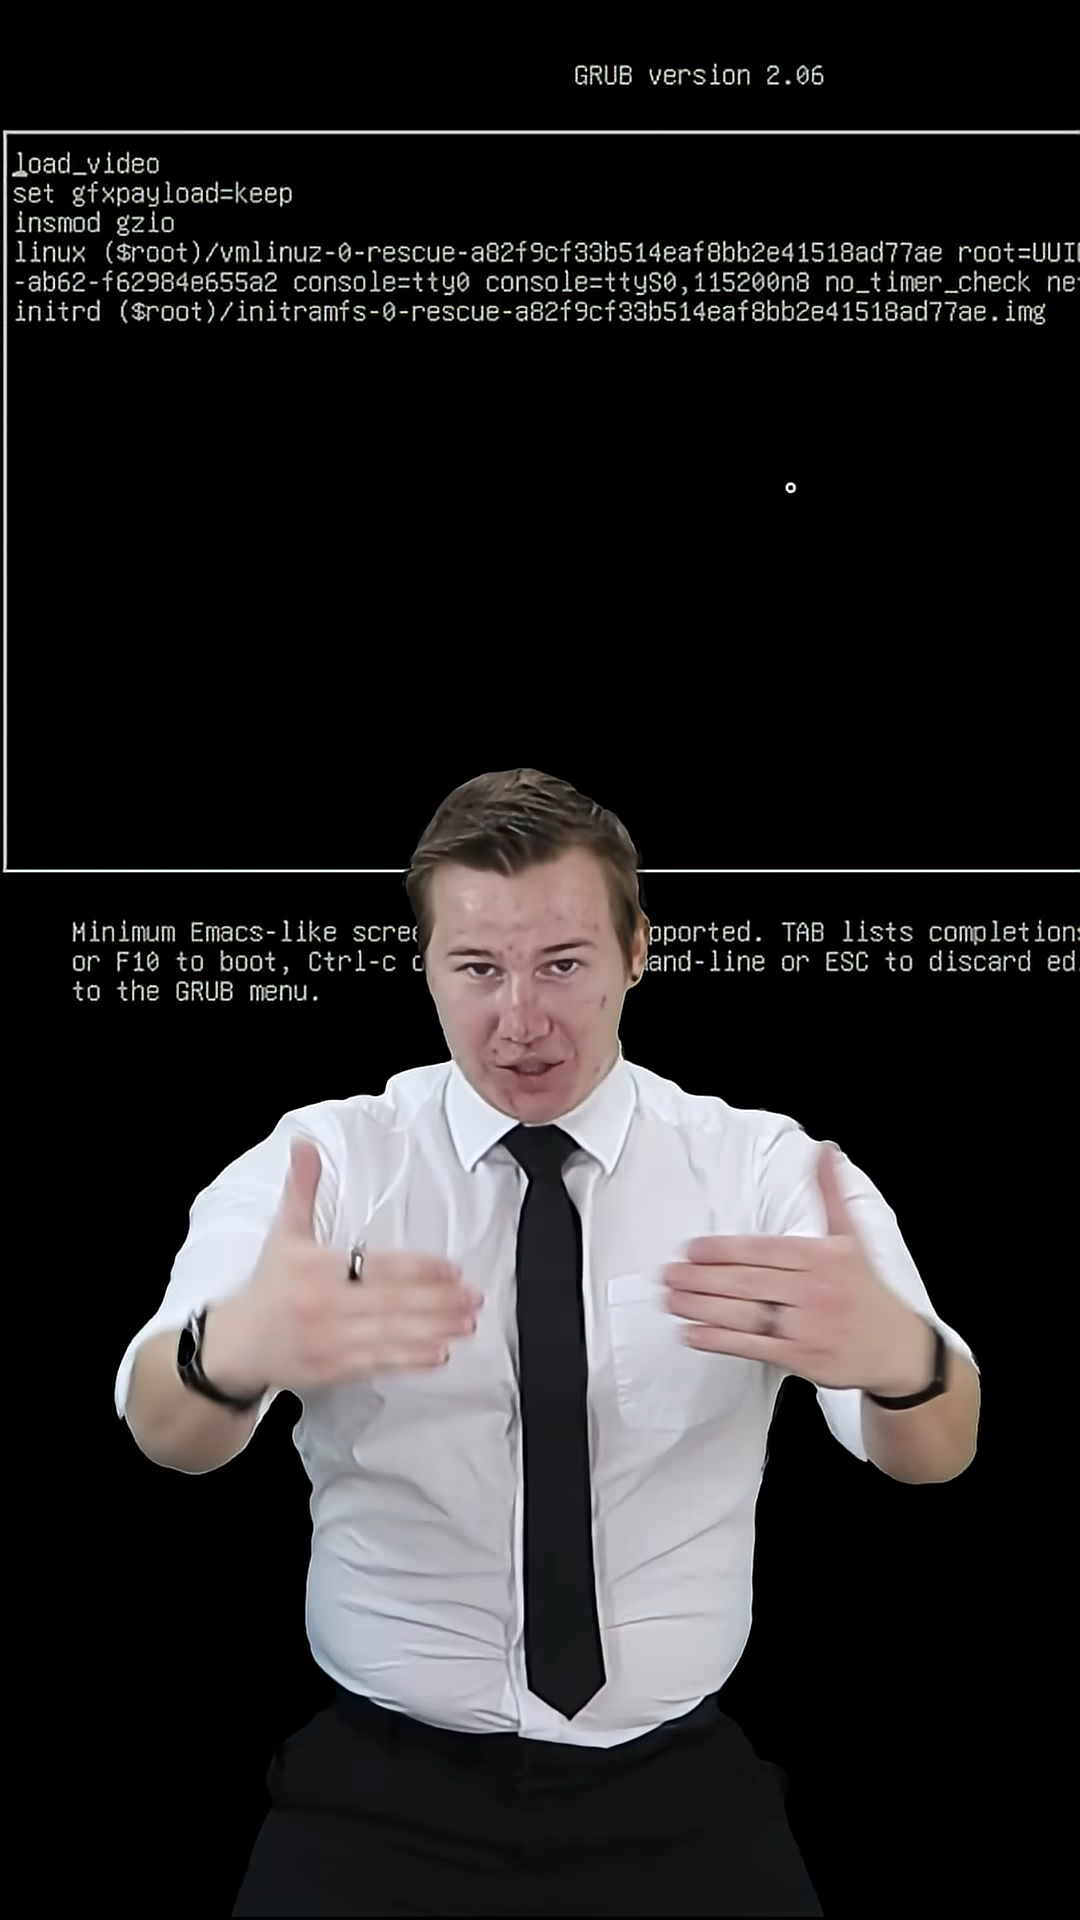 GRUB version 2.06
load_video
set gfxpayload=keep
insmod gzio
linux ($root)/vmlinuz-0-rescue-a82f9cf33b514eaf8bb2e41518ad77ae root=UUI
-ab62-f62984e655a2 console=tty0 console=ttyS0,115200n8 no_timer_check ne
initrd ($root)/initramfs-0-rescue-a82f9cf33b514eaf8bb2e41518ad77ae.img
Minimum Emacs-like scree pported. TAB lists completions
or F10 to boot, Ctrl-c and-line or ESC to discard ed
to the GRUB menu.